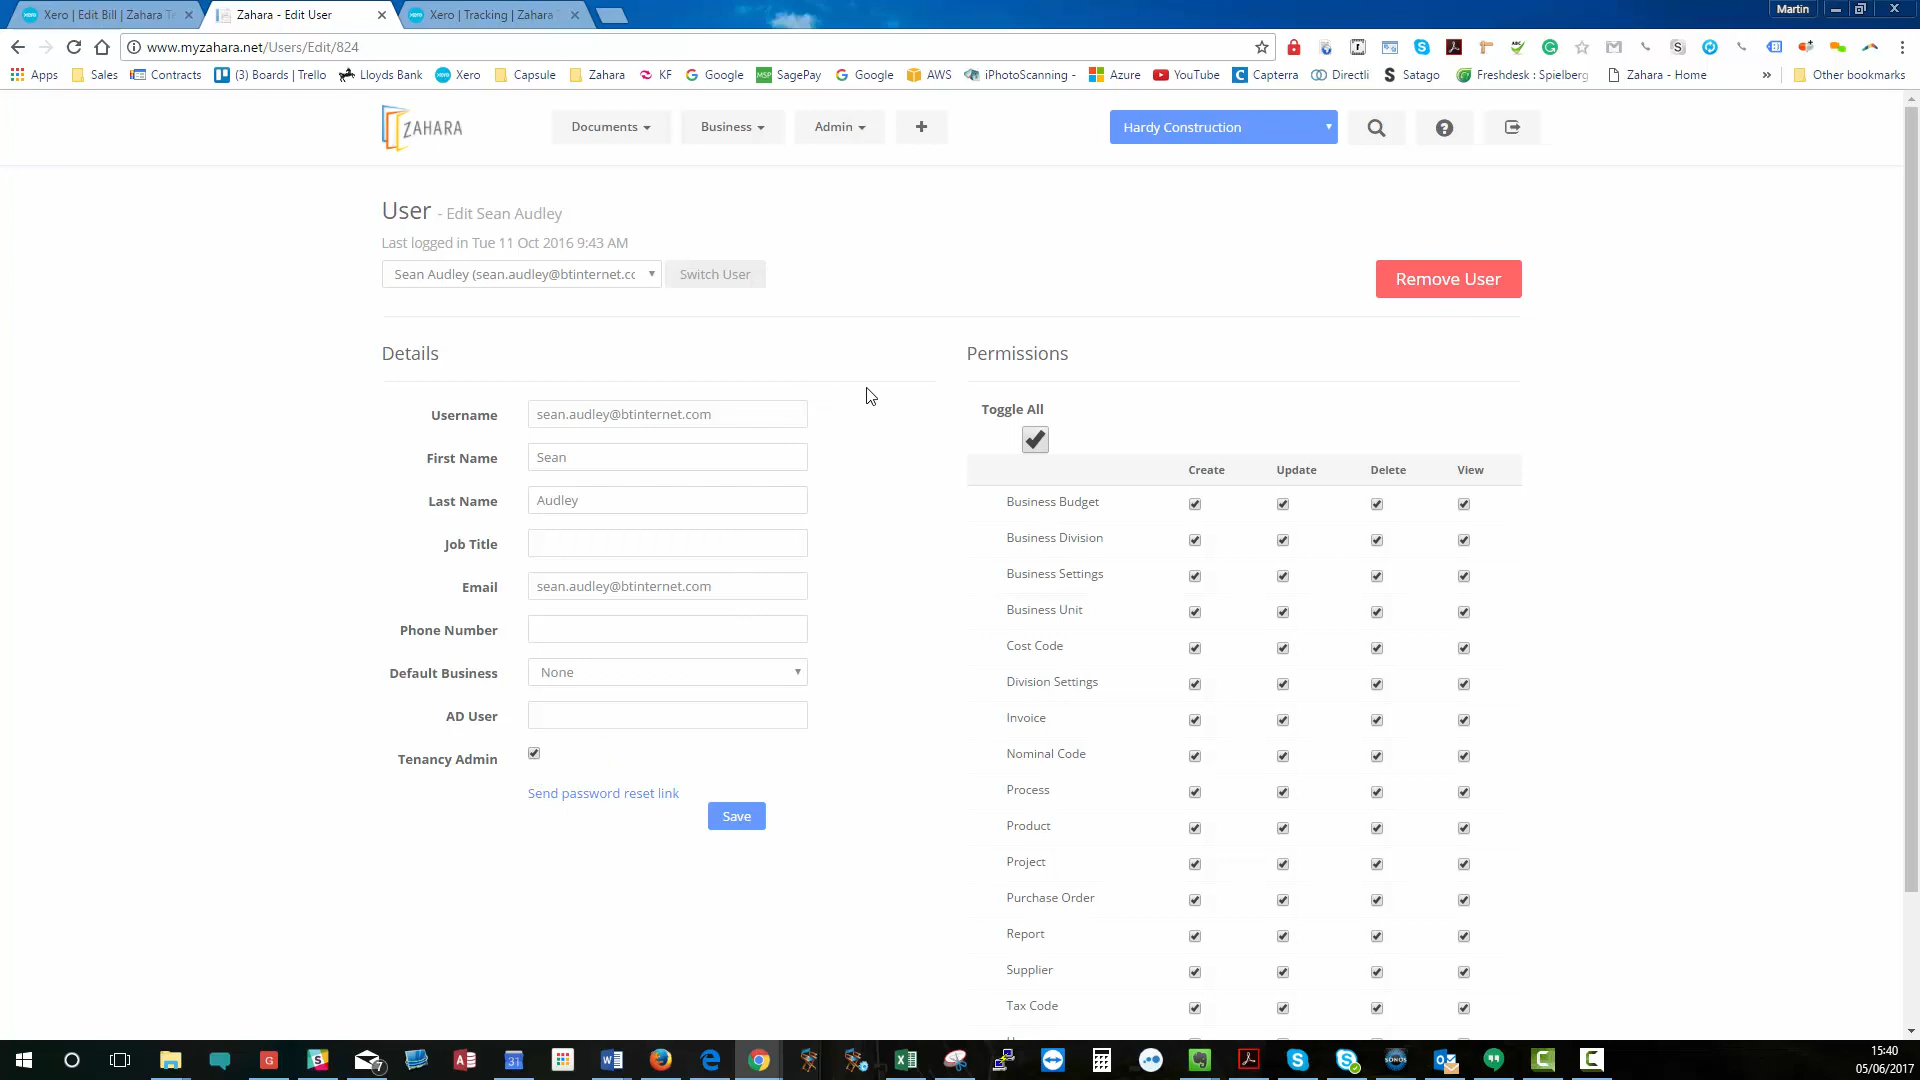 Xero | Edit Bill | Zahara Tr
Zahara - Edit User
Xero | Tracking | Zahara T
Martin
www.myzahara.net/Users/Edit/824
Apps
Sales
Contracts
(3) Boards | Trello
Lloyds Bank
Xero
Capsule
Zahara
KF
Google
SagePay
Google
AWS
iPhotoScanning -
Azure
YouTube
Capterra
Directli
Satago
Freshdesk : Spielberg
Zahara - Home
»
Other bookmarks
ZAHARA
Documents
Business
Admin
Hardy Construction
User - Edit Sean Audley
Last logged in Tue 11 Oct 2016 9:43 AM
Sean Audley (sean.audley@btinternet.cc
Switch User
Remove User
Details
Permissions
Username
sean.audley@btinternet.com
First Name
Sean
Last Name
Audley
Job Title
Email
sean.audley@btinternet.com
Phone Number
Default Business
None
AD User
Tenancy Admin
Send password reset link
Save
Toggle All
Create Update Delete View
Business Budget
Business Division
Business Settings
Business Unit
Cost Code
Division Settings
Invoice
Nominal Code
Process
Product
Project
Purchase Order
Report
Supplier
Tax Code
15:40
05/06/2017